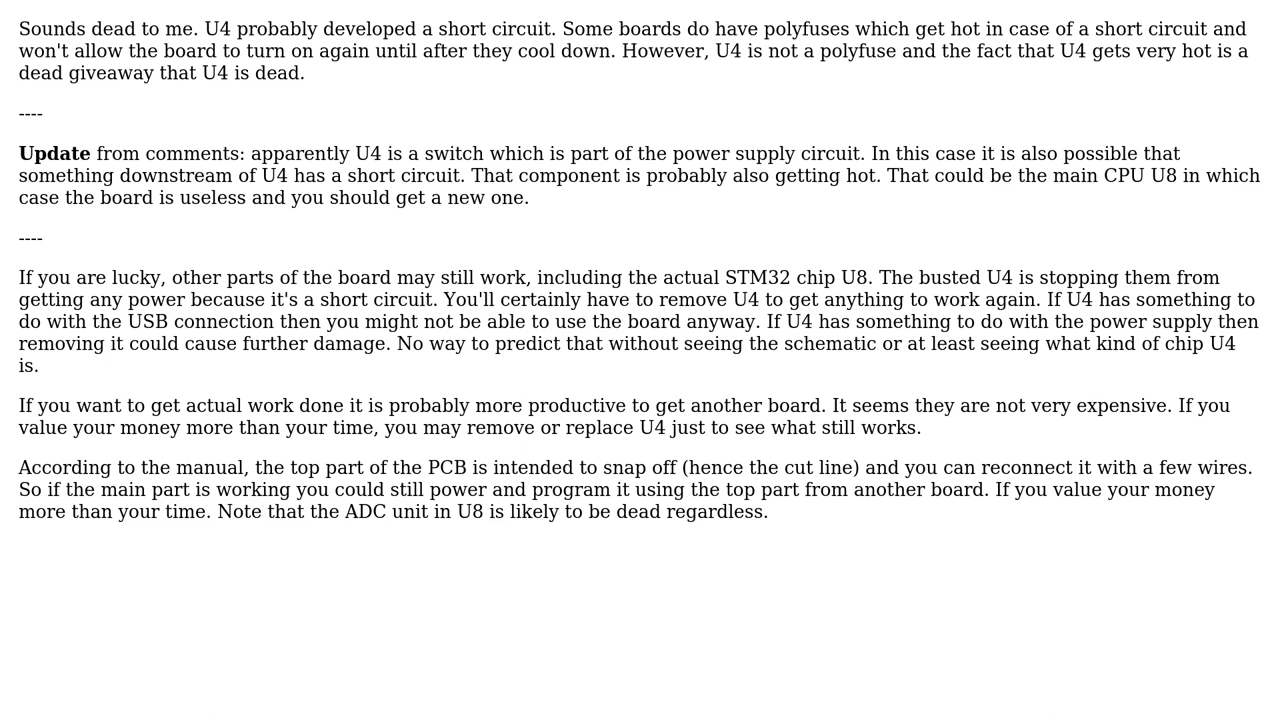 Sounds dead to me. U4 probably developed a short circuit. Some boards do have polyfuses which get hot in case of a short circuit and
won't allow the board to turn on again until after they cool down. However, U4 is not a polyfuse and the fact that U4 gets very hot is a
dead giveaway that U4 is dead.
----
Update from comments: apparently U4 is a switch which is part of the power supply circuit. In this case it is also possible that
something downstream of U4 has a short circuit. That component is probably also getting hot. That could be the main CPU U8 in which
case the board is useless and you should get a new one.
----
If you are lucky, other parts of the board may still work, including the actual STM32 chip U8. The busted U4 is stopping them from
getting any power because it's a short circuit. You'll certainly have to remove U4 to get anything to work again. If U4 has something to
do with the USB connection then you might not be able to use the board anyway. If U4 has something to do with the power supply then
removing it could cause further damage. No way to predict that without seeing the schematic or at least seeing what kind of chip U4
is.
If you want to get actual work done it is probably more productive to get another board. It seems they are not very expensive. If you
value your money more than your time, you may remove or replace U4 just to see what still works.
According to the manual, the top part of the PCB is intended to snap off (hence the cut line) and you can reconnect it with a few wires.
So if the main part is working you could still power and program it using the top part from another board. If you value your money
more than your time. Note that the ADC unit in U8 is likely to be dead regardless.